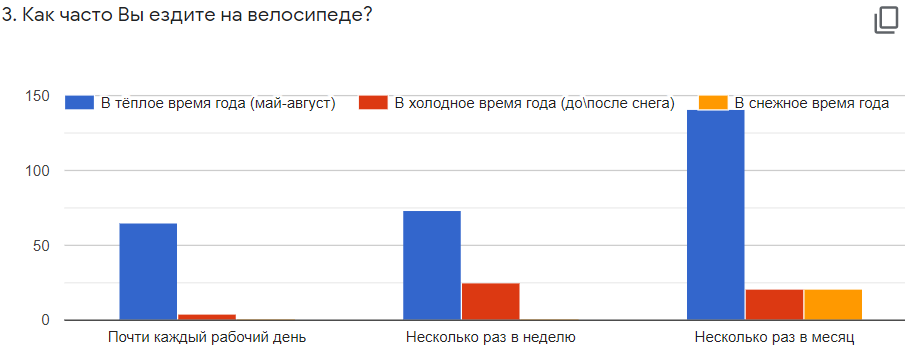 3. Как часто Вы ездите на велосипеде?
150
В тёплое время года (май-август)
В холодное время года (до\после снега)
В снежное время года
100
50
0
Почти каждый рабочий день
Несколько раз в неделю
Несколько раз в месяц